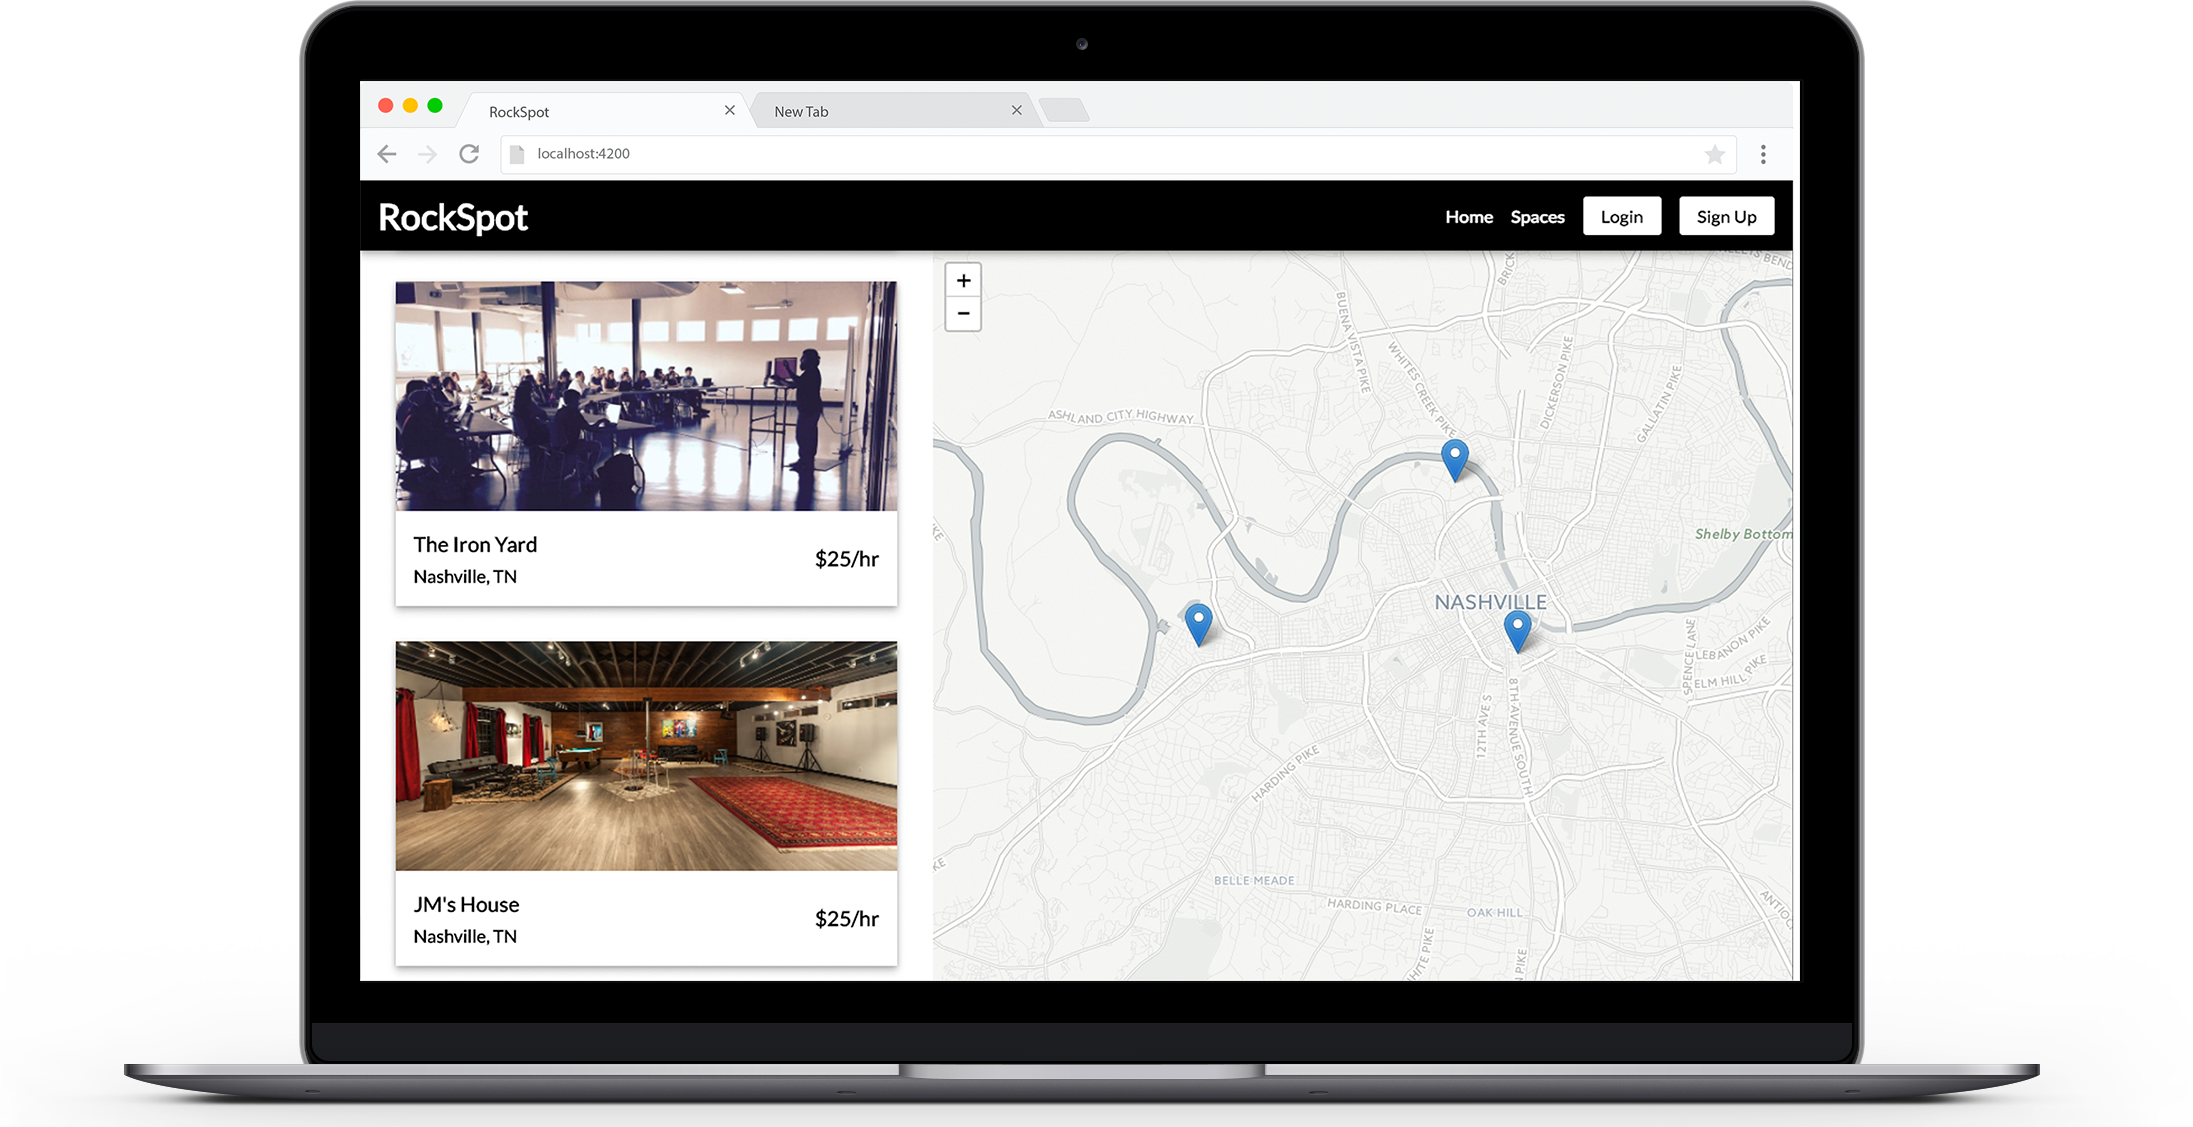 RockSpot
New Tab
localhost:4200
RockSpot
Home Spaces Login Sign Up
The Iron Yard
Nashville, TN
$25/hr
JM's House
Nashville, TN
$25/hr
+
−
BUENA VISTA PIKE
WHITES CREEK PIKE
DICKERSON PIKE
GALLATIN PIKE
ASHLAND CITY HIGHWAY
Shelby Bottom
NASHVILLE
SPENCE LANE
LEBANON PIKE
ELM HILL PIKE
12TH AVE S
8TH AVENUE SOUTH
HARDING PIKE
BELLE MEADE
HARDING PLACE
OAK HILL
ANTIOC
PIKE